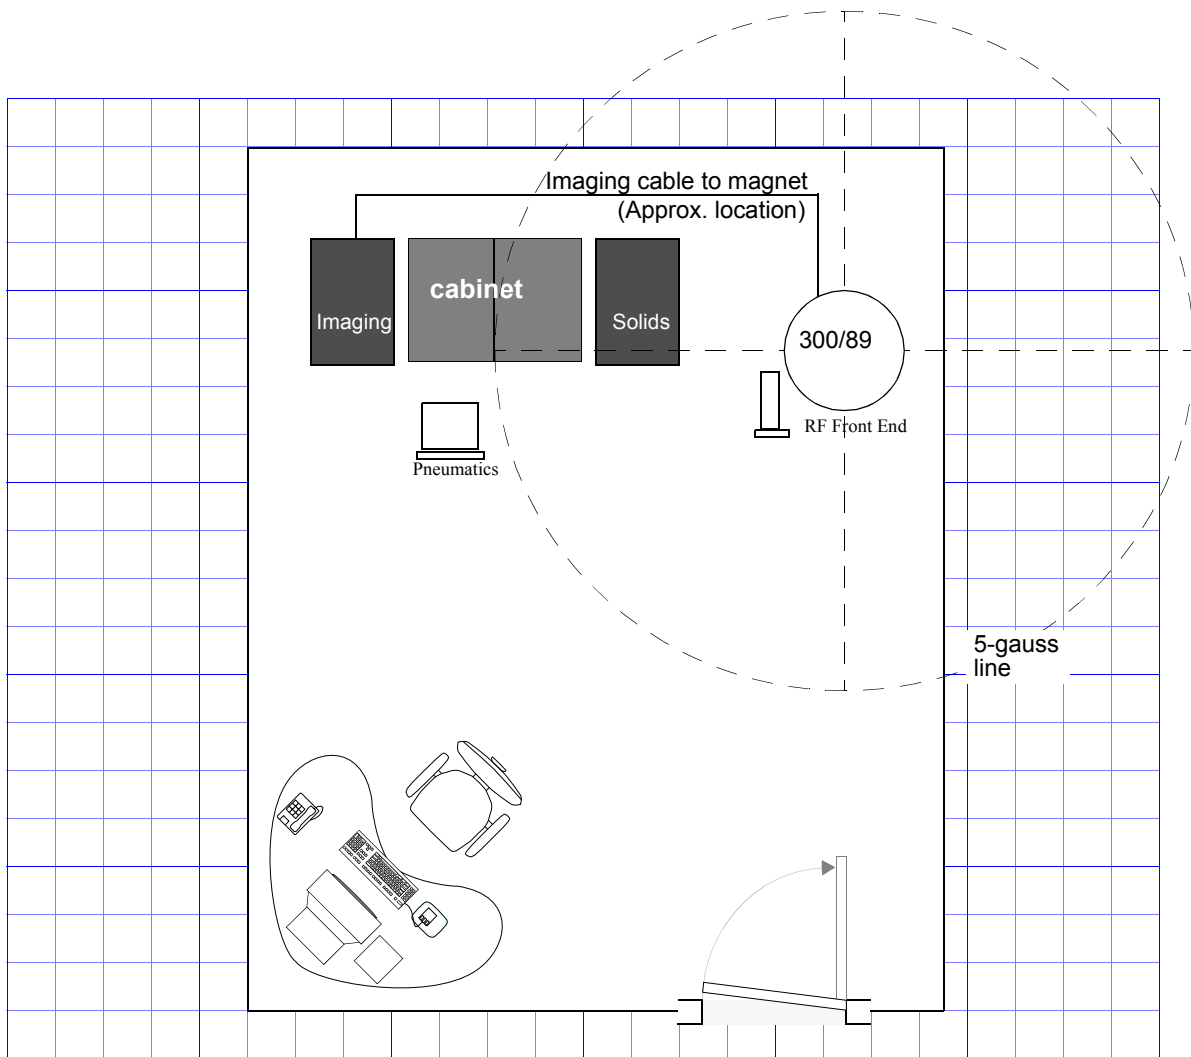 Imaging cable to magnet
(Approx. location)
cabinet
Imaging
Solids
300/89
RF Front End
Pneumatics
5-gauss
line